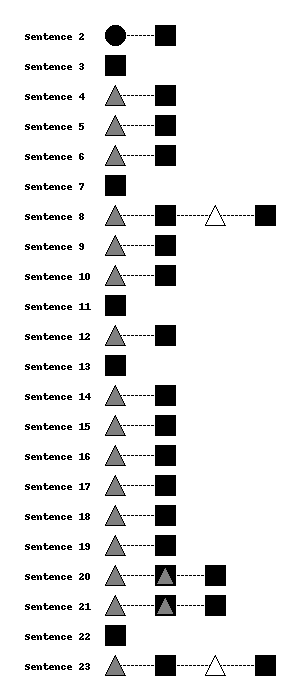 Sentence 2
Sentence 3
Sentence 4
Sentence 5
Sentence 6
Sentence 7
Sentence 8
Sentence 9
Sentence 10
Sentence 11
Sentence 12
Sentence 13
Sentence 14
Sentence 15
Sentence 16
Sentence 17
Sentence 18
Sentence 19
Sentence 20
Sentence 21
Sentence 22
Sentence 23